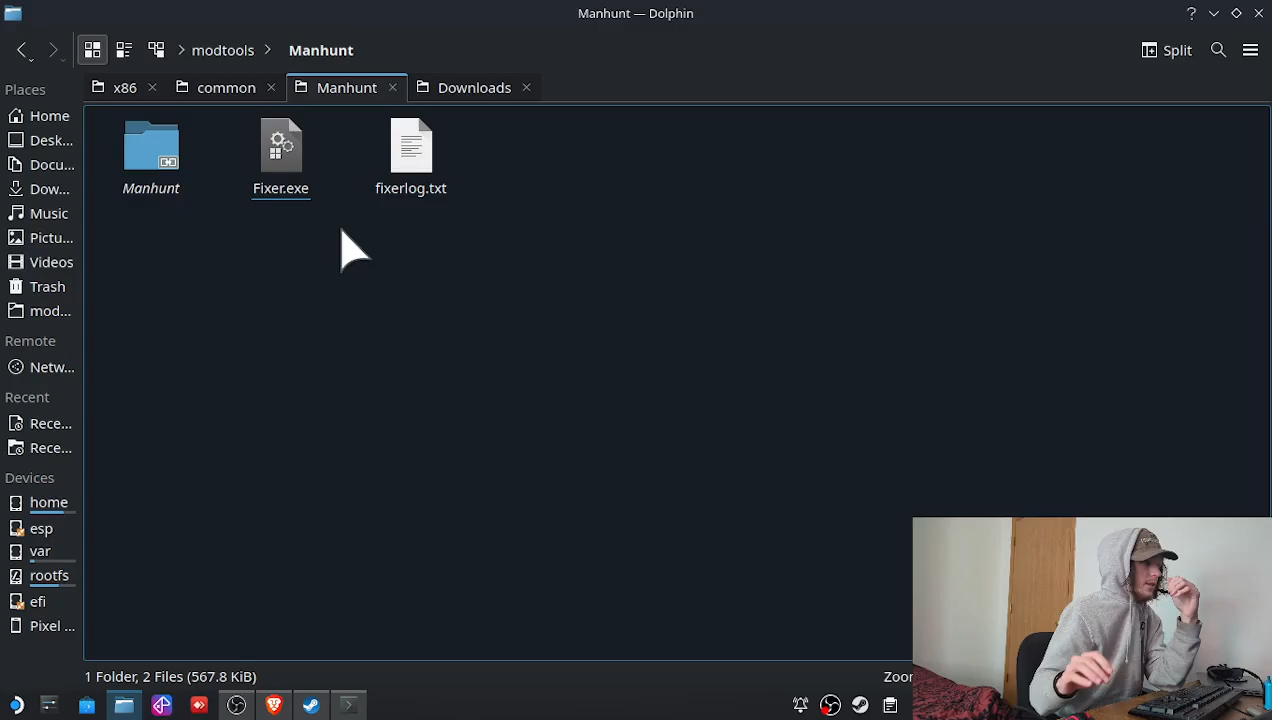 Manhunt — Dolphin
?
modtools
Manhunt
Split
Places
x86
common
Manhunt
Downloads
Home
Desk...
Docu...
Dow...
Music
Pictu...
Videos
Trash
mod...
Remote
Netw...
Recent
Rece...
Rece...
Devices
home
esp
var
rootfs
efi
Pixel ...
Manhunt
Fixer.exe
fixerlog.txt
1 Folder, 2 Files (567.8 KiB)
Zoor